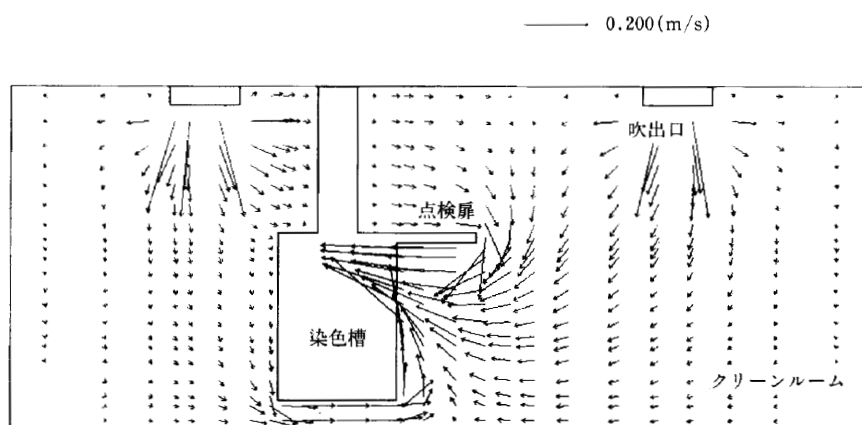 0.200(m/s)
吹出口
点検扉
染色槽
クリーンルーム